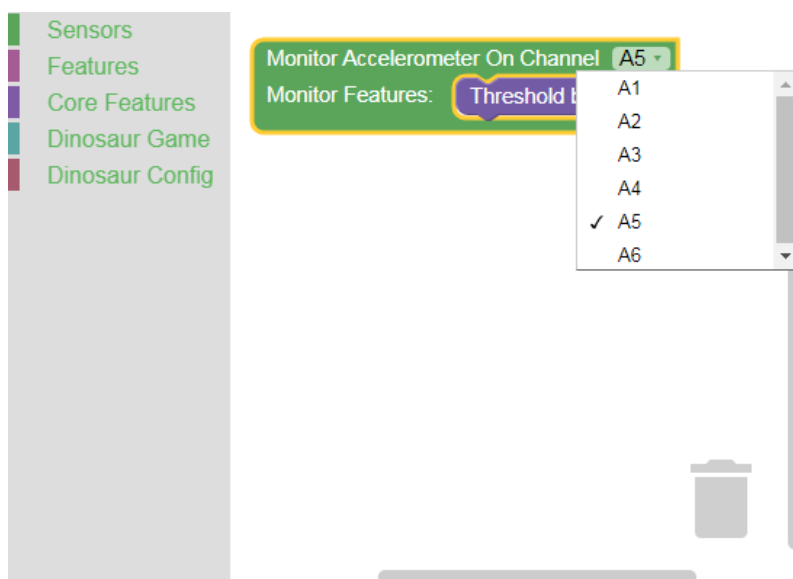 Sensors
Features
Core Features
Dinosaur Game
Dinosaur Config
Monitor Accelerometer On Channel A5
Monitor Features: Threshold
A1
A2
A3
A4
✓ A5
A6